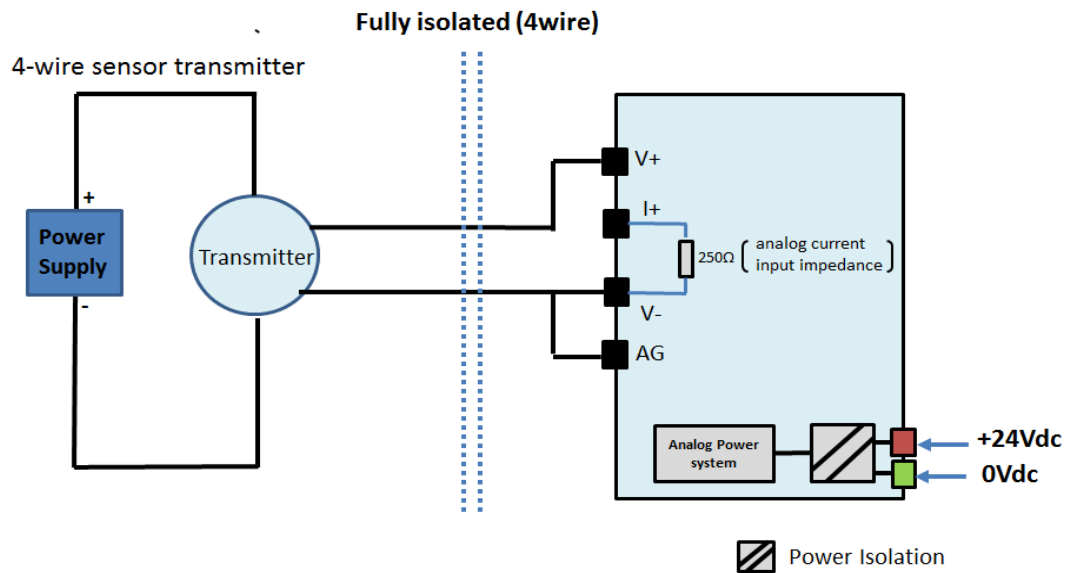 Fully isolated (4wire)
4-wire sensor transmitter
+
Power
Supply
-
Transmitter
V+
I+
250Ω
analog current
input impedance
V-
AG
Analog Power
system
+24Vdc
0Vdc
Power Isolation